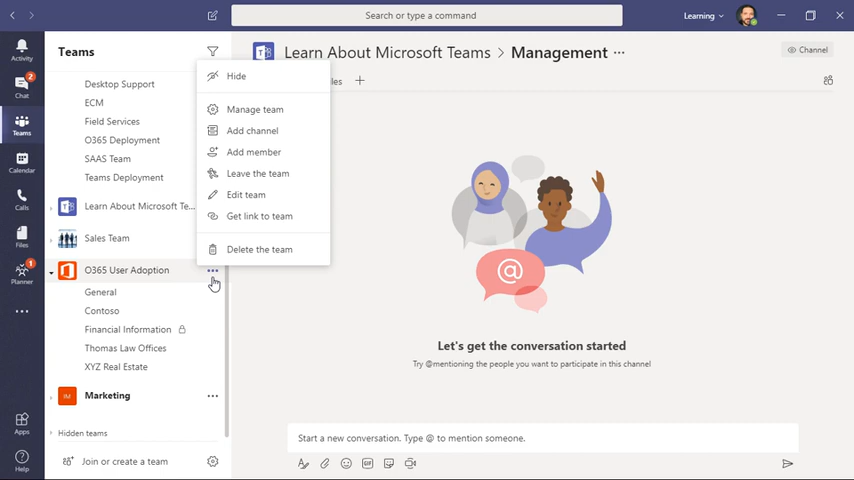 Search or type a command
Learning
Activity
2
Chat
Teams
Calendar
Calls
Files
1
Planner
Apps
Help
Teams
Desktop Support
ECM
Field Services
O365 Deployment
SAAS Team
Teams Deployment
Learn About Microsoft Te...
Sales Team
O365 User Adoption
General
Contoso
Financial Information
Thomas Law Offices
XYZ Real Estate
IM
Marketing
Hidden teams
Join or create a team
Hide
Manage team
Add channel
Add member
Leave the team
Edit team
Get link to team
Delete the team
Learn About Microsoft Teams > Management ...
Channel
les
@
Let's get the conversation started
Try @mentioning the people you want to participate in this channel
Start a new conversation. Type @ to mention someone.
GIF